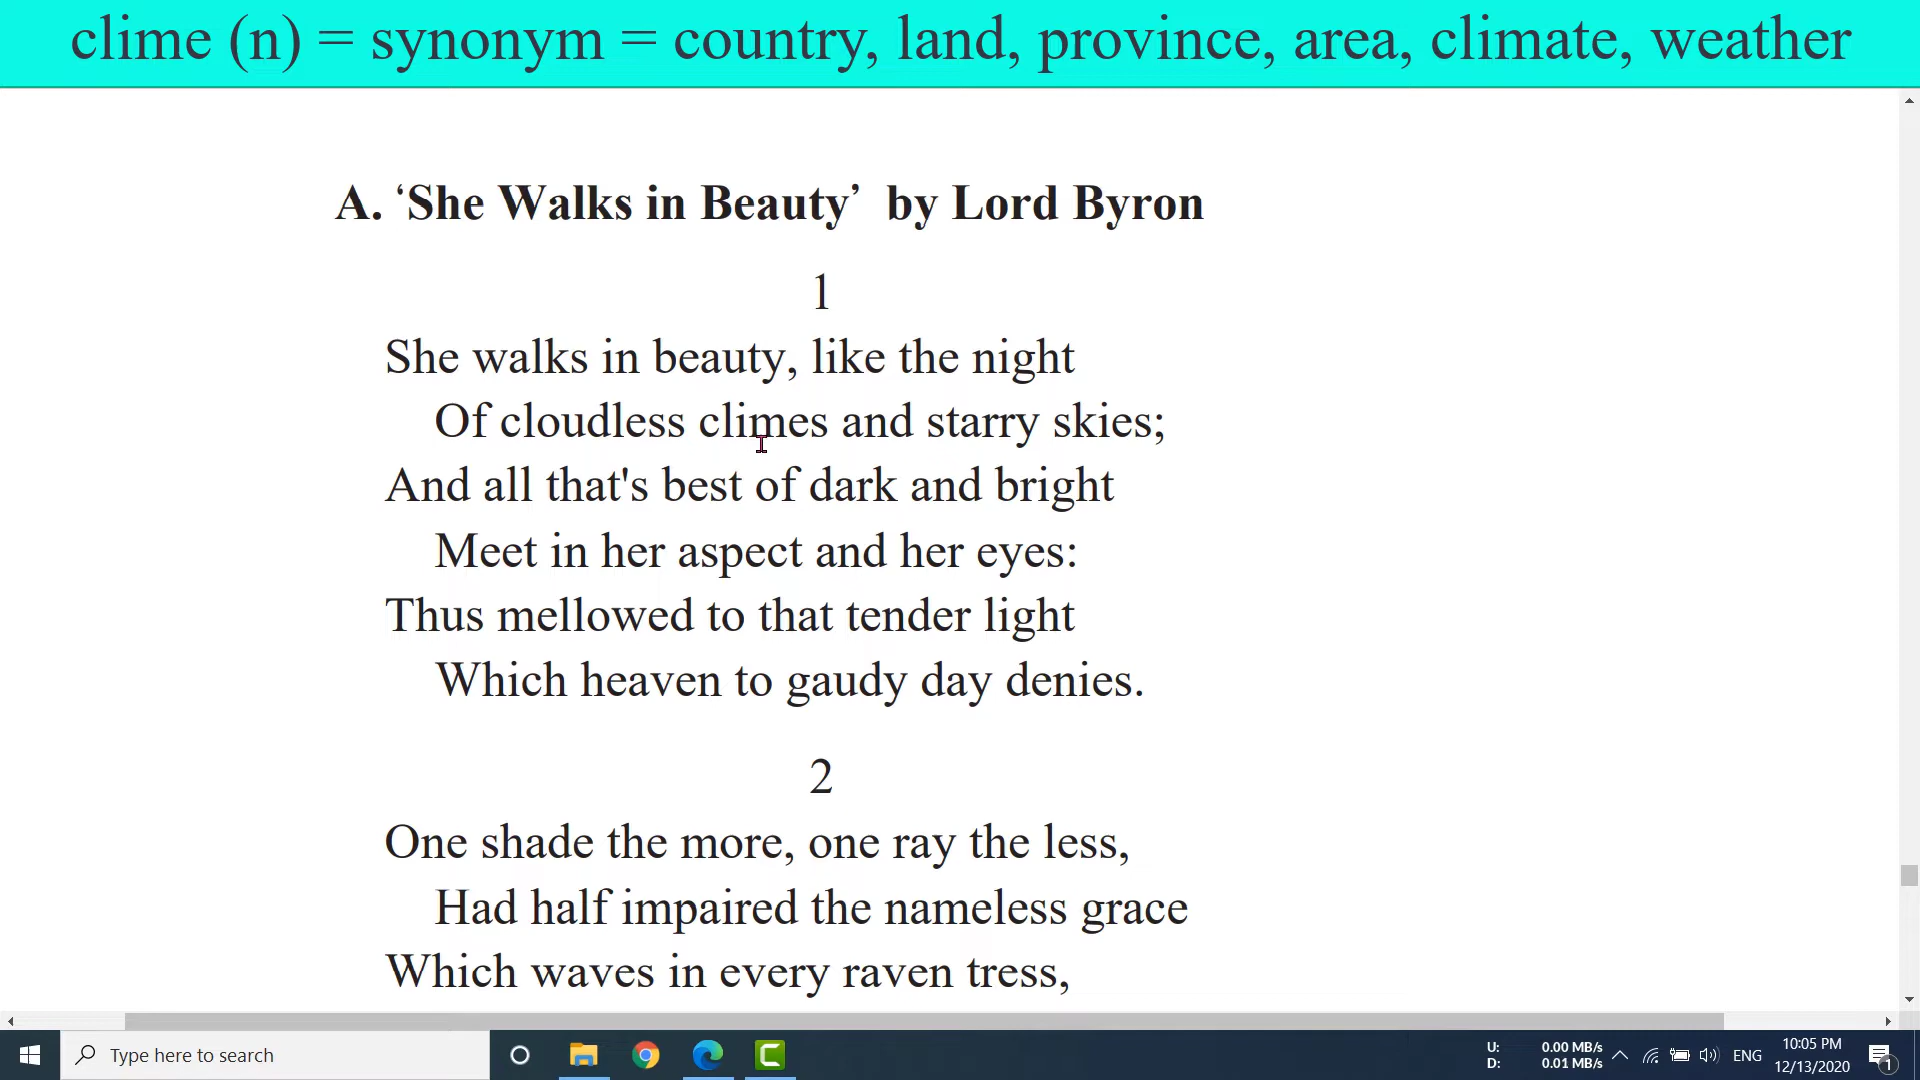 clime (n) = synonym = country, land, province, area, climate, weather
A. ‘She Walks in Beauty’ by Lord Byron
1
She walks in beauty, like the night
Of cloudless climes and starry skies;
And all that's best of dark and bright
Meet in her aspect and her eyes:
Thus mellowed to that tender light
Which heaven to gaudy day denies.
2
One shade the more, one ray the less,
Had half impaired the nameless grace
Which waves in every raven tress,
Type here to search
U: 0.00 MB/s
D: 0.01 MB/s
ENG
10:05 PM
12/13/2020
1